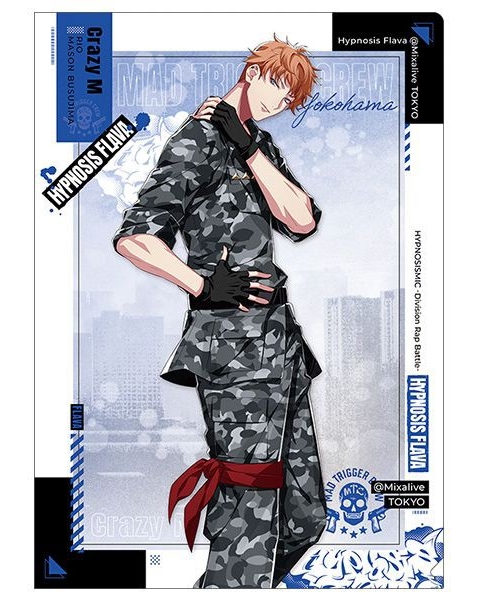 Crazy M
RIO
MASON BUSUJIMA
MAD TRIGGER CREW
Yokohama
Hypnosis Flava @Mixalive TOKYO
HYPNOSIS FLAVA
HYPNOSISMIC -Division Rap Battle-
HYPNOSIS FLAVA
FLAVA
MAD TRIGGER CREW
MTC
@Mixalive
TOKYO
Crazy M